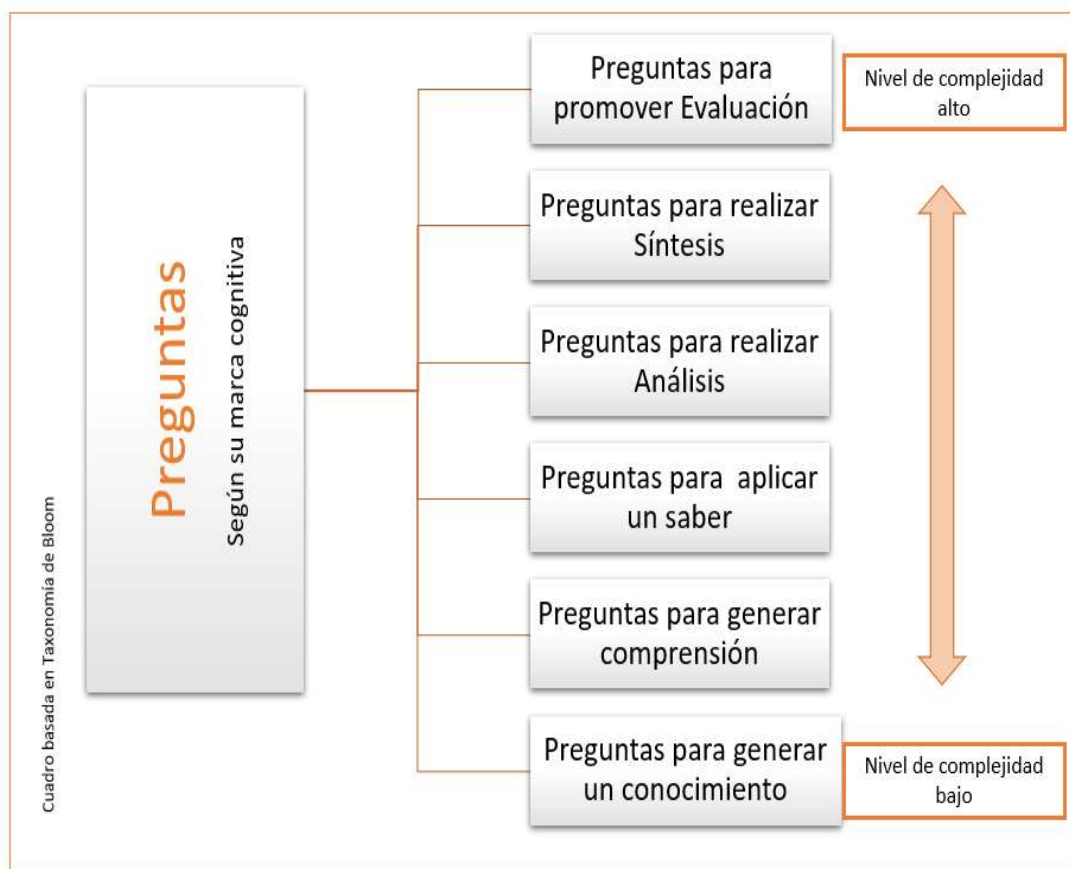 Preguntas
Según su marca cognitiva
Preguntas para
promover Evaluación
Nivel de complejidad
alto
Preguntas para realizar
Síntesis
Preguntas para realizar
Análisis
Preguntas para aplicar
un saber
Preguntas para generar
comprensión
Preguntas para generar
un conocimiento
Nivel de complejidad
bajo
Cuadro basada en Taxonomía de Bloom